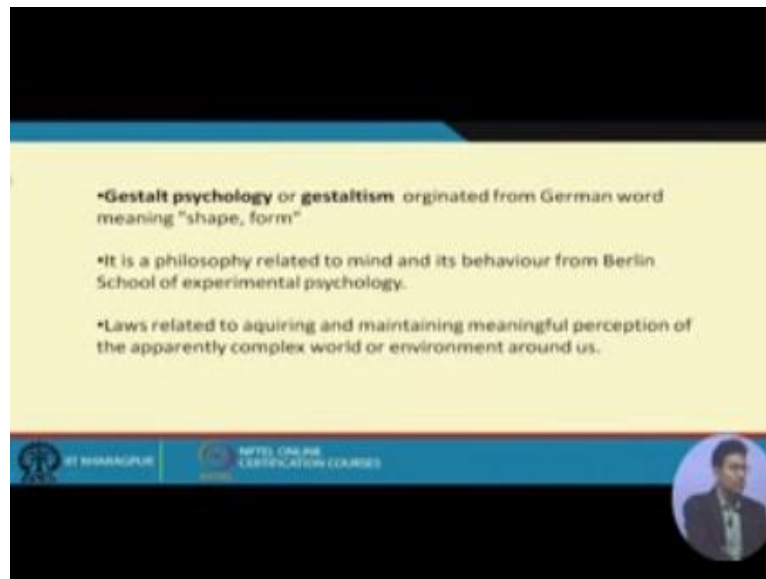 •Gestalt psychology or gestaltism orginated from German word
meaning "shape, form"
•It is a philosophy related to mind and its behaviour from Berlin
School of experimental psychology.
•Laws related to aquiring and maintaining meaningful perception of
the apparently complex world or environment around us.
IIT KHARAGPUR
NPTEL ONLINE
CERTIFICATION COURSES